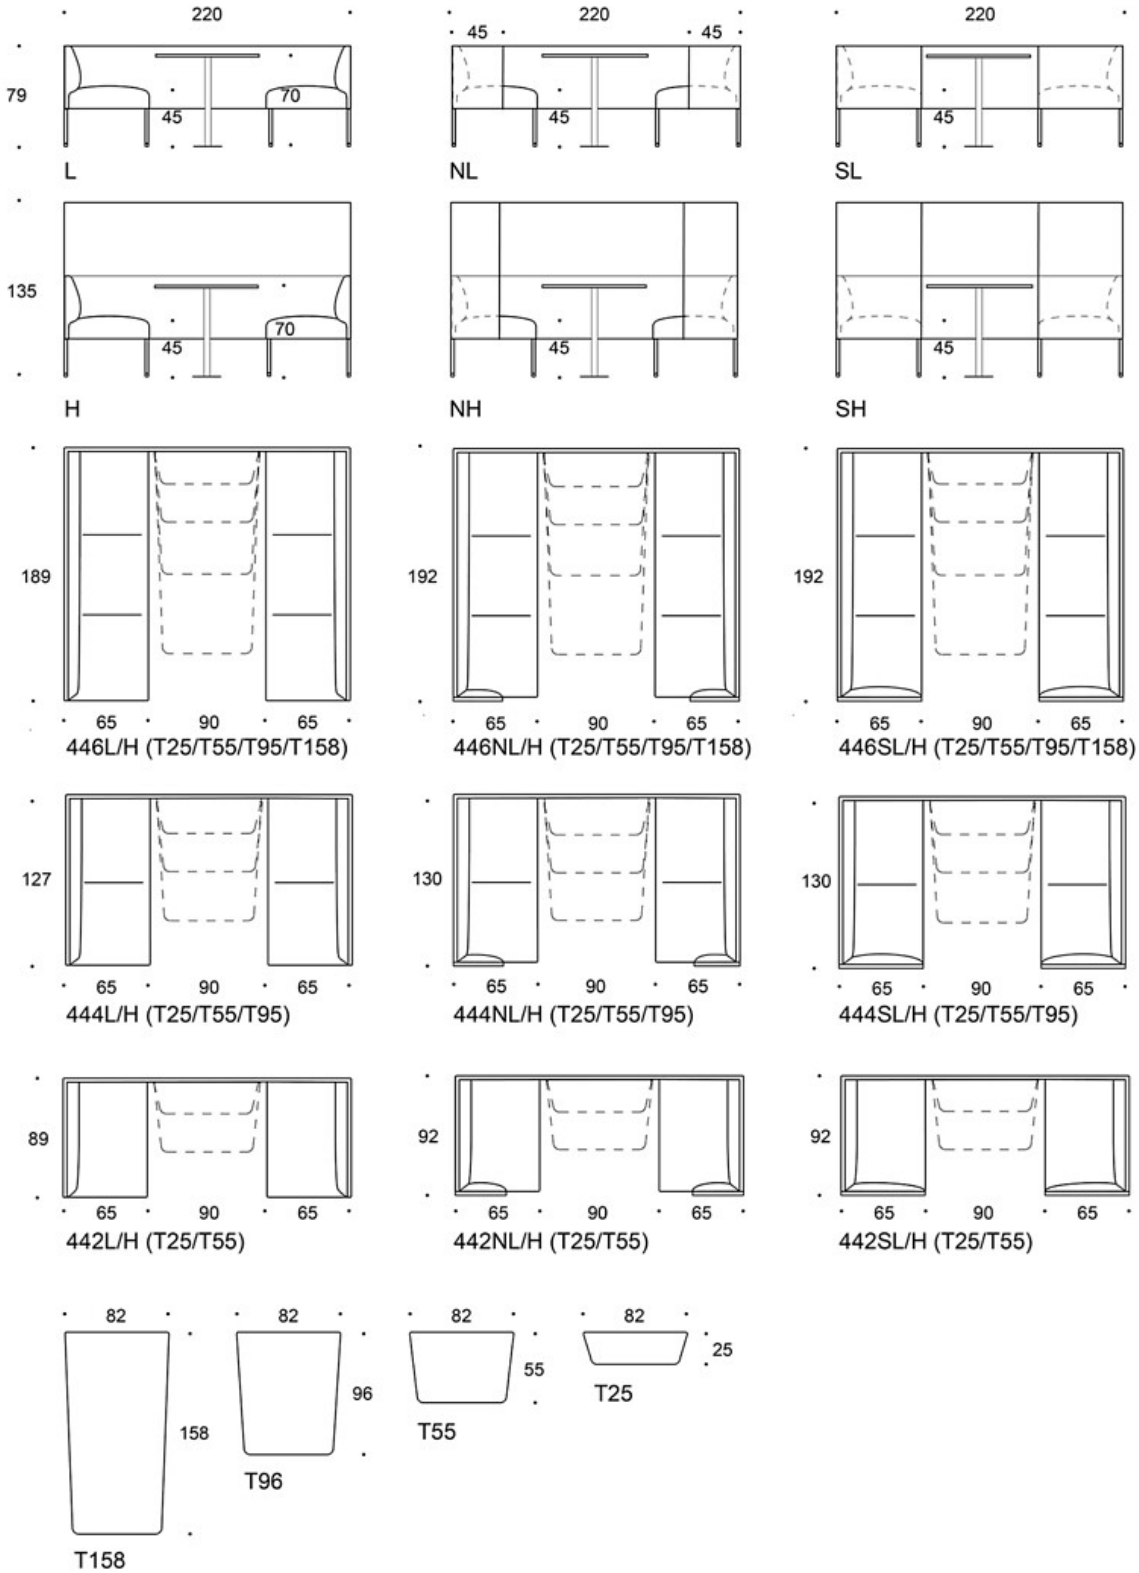 220 220 220
45 45
79 70
45 45 45
L NL SL
135
70
45 45 45
H NH SH
189 192 192
65 90 65 65 90 65 65 90 65
446L/H (T25/T55/T95/T158) 446NL/H (T25/T55/T95/T158) 446SL/H (T25/T55/T95/T158)
127 130 130
65 90 65 65 90 65 65 90 65
444L/H (T25/T55/T95) 444NL/H (T25/T55/T95) 444SL/H (T25/T55/T95)
89 92 92
65 90 65 65 90 65 65 90 65
442L/H (T25/T55) 442NL/H (T25/T55) 442SL/H (T25/T55)
82 82 82 82
25
55
96
T25
158
T55
T96
T158